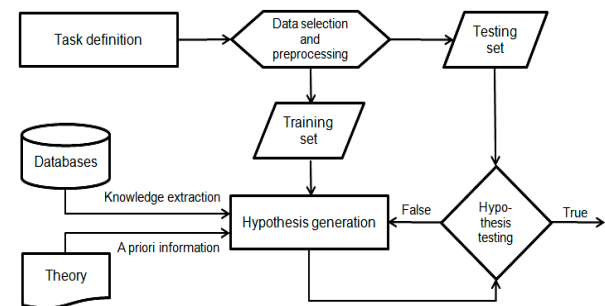 Task definition
Data selection
and
preprocessing
Testing
set
Training
set
Databases
Knowledge extraction
Hypothesis generation
False
Hypo-
thesis
testing
True
A priori information
Theory